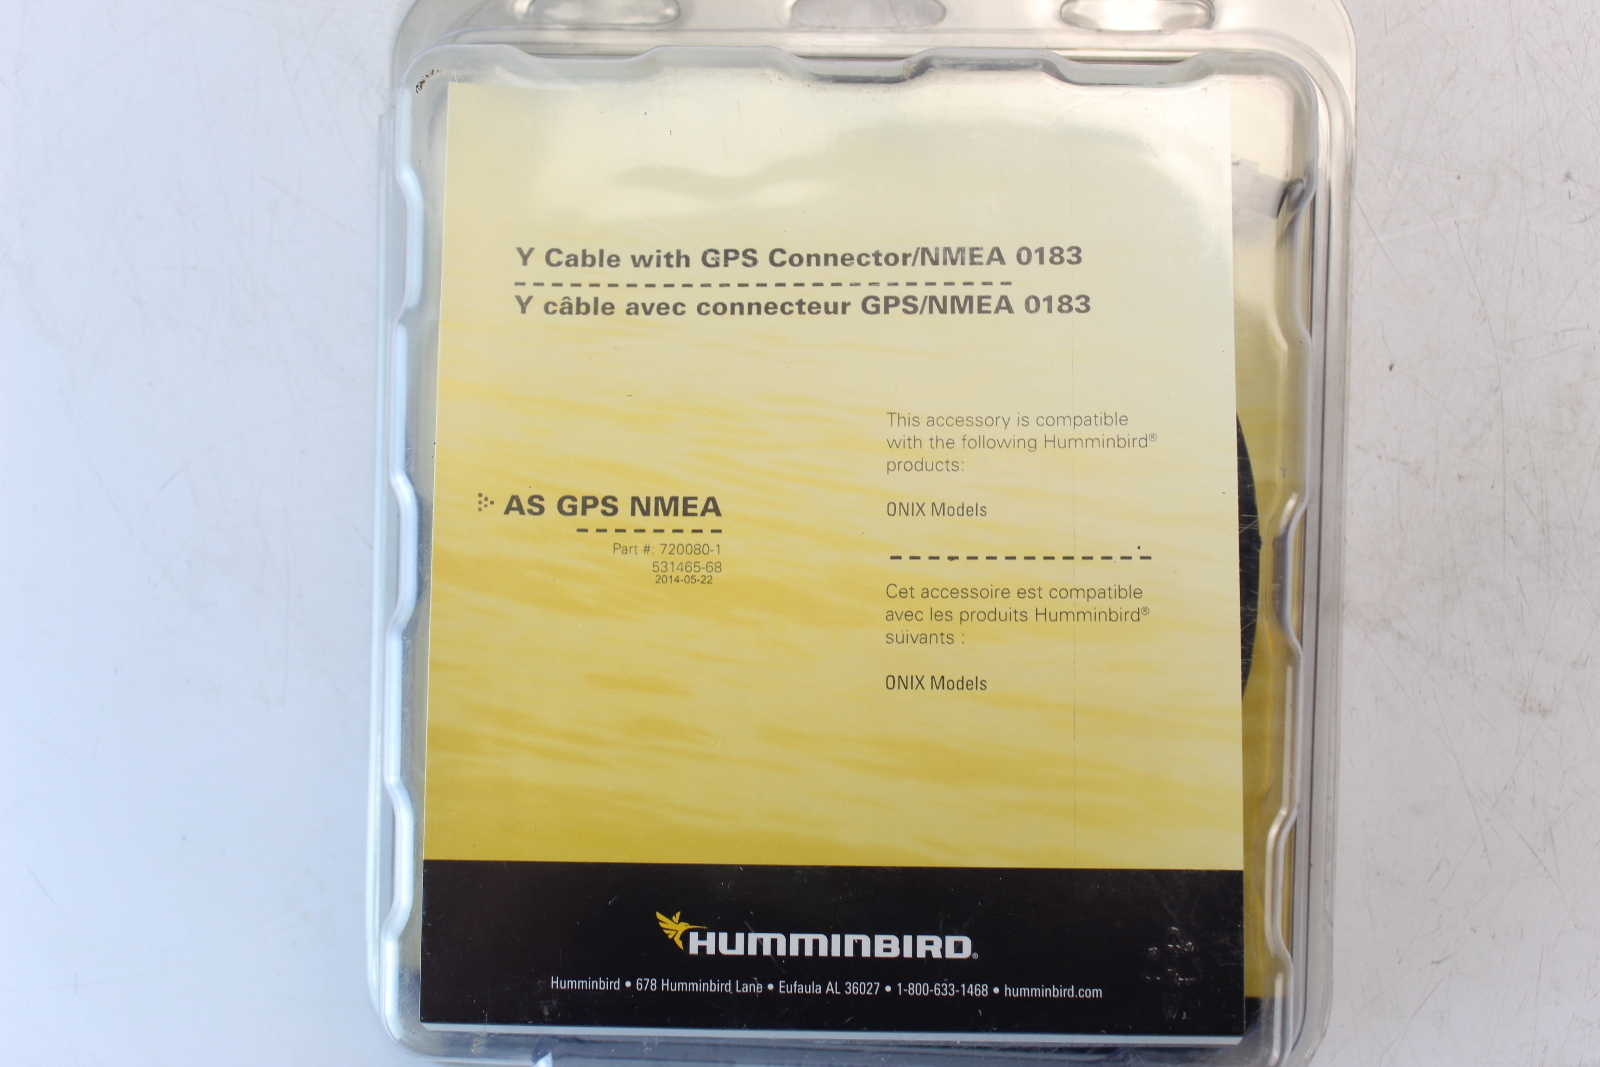 Y Cable with GPS Connector/NMEA 0183
Y câble avec connecteur GPS/NMEA 0183
AS GPS NMEA
Part #: 720080-1
531465-68
2014-05-22
This accessory is compatible
with the following Humminbird®
products:
ONIX Models
Cet accessoire est compatible
avec les produits Humminbird®
suivants :
ONIX Models
HUMMINBIRD®
Humminbird • 678 Humminbird Lane • Eufaula AL 36027 • 1-800-633-1468 • humminbird.com